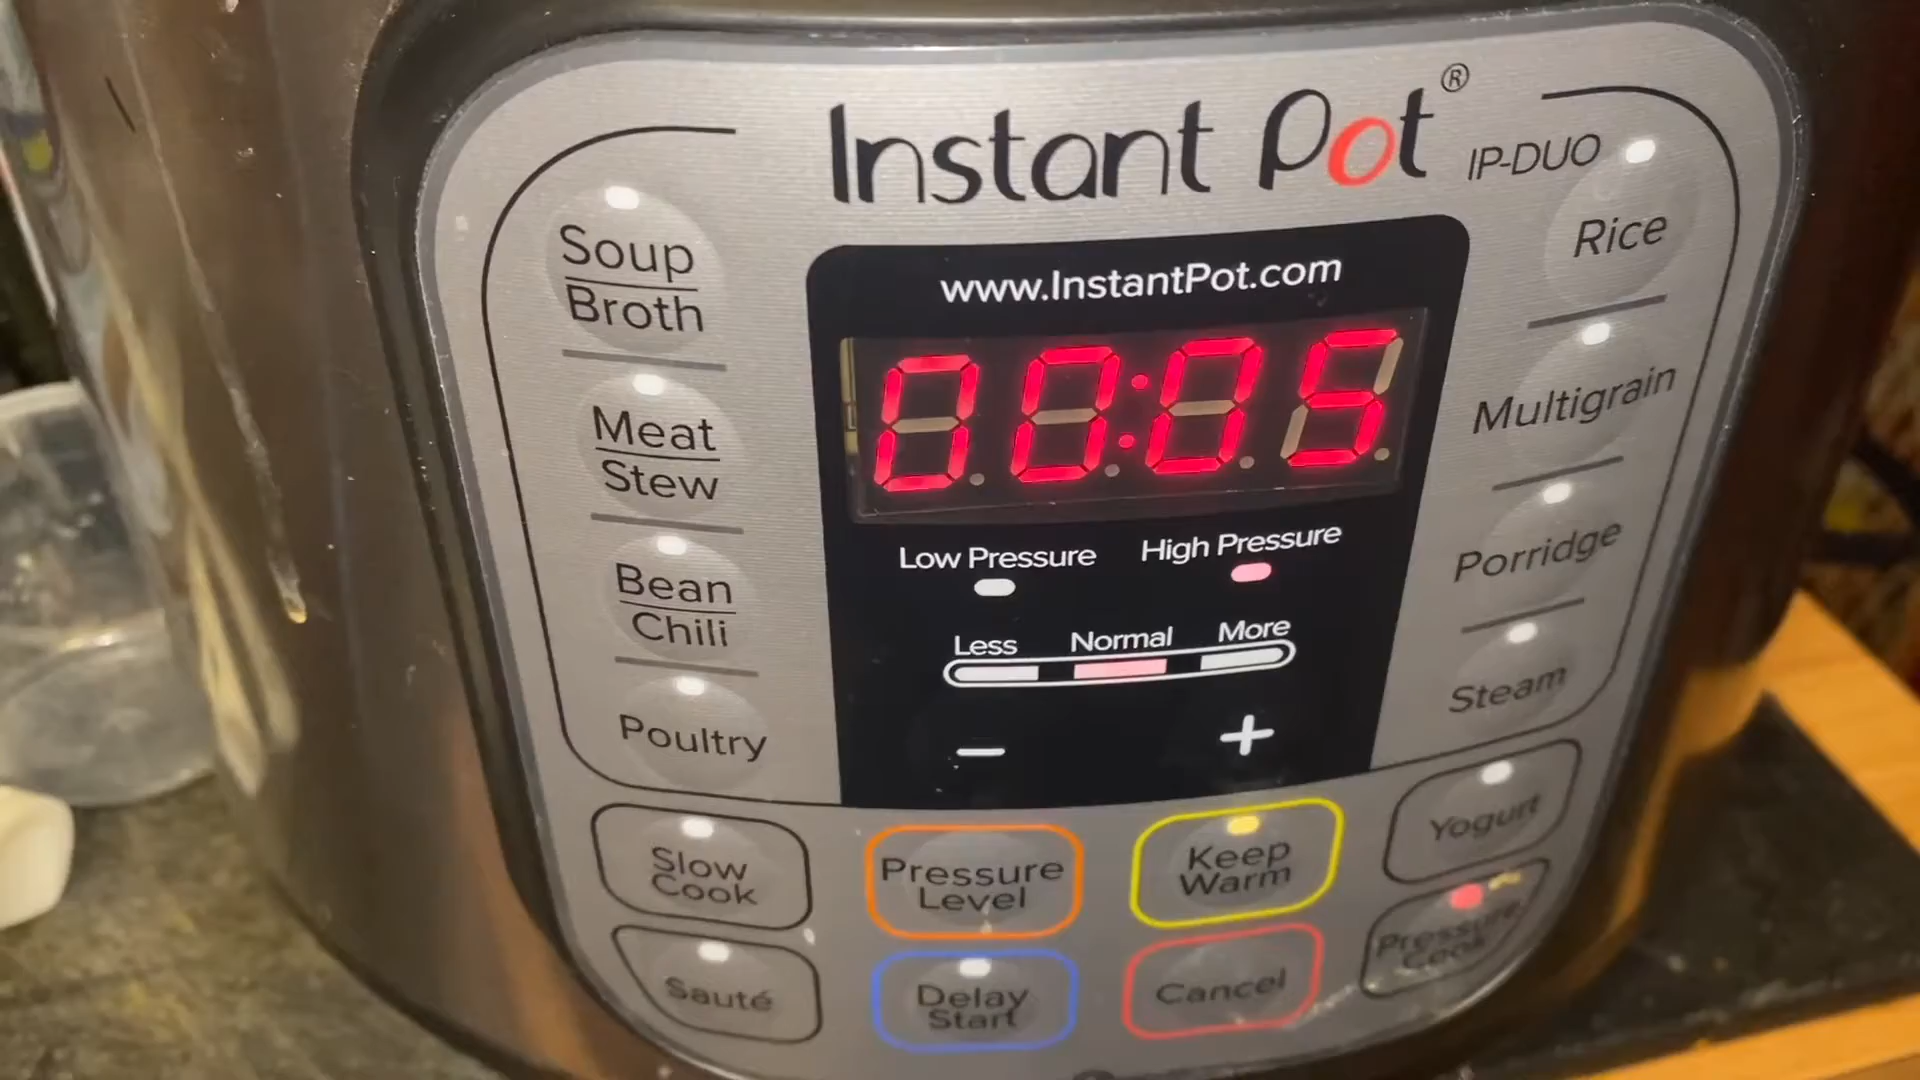 Instant Pot®
IP-DUO
www.InstantPot.com
00:05
Low Pressure
High Pressure
Less
Normal
More
−
+
Soup
Broth
Meat
Stew
Bean
Chili
Poultry
Rice
Multigrain
Porridge
Steam
Slow
Cook
Pressure
Level
Keep
Warm
Yogurt
Sauté
Delay
Start
Cancel
Pressure
Cook